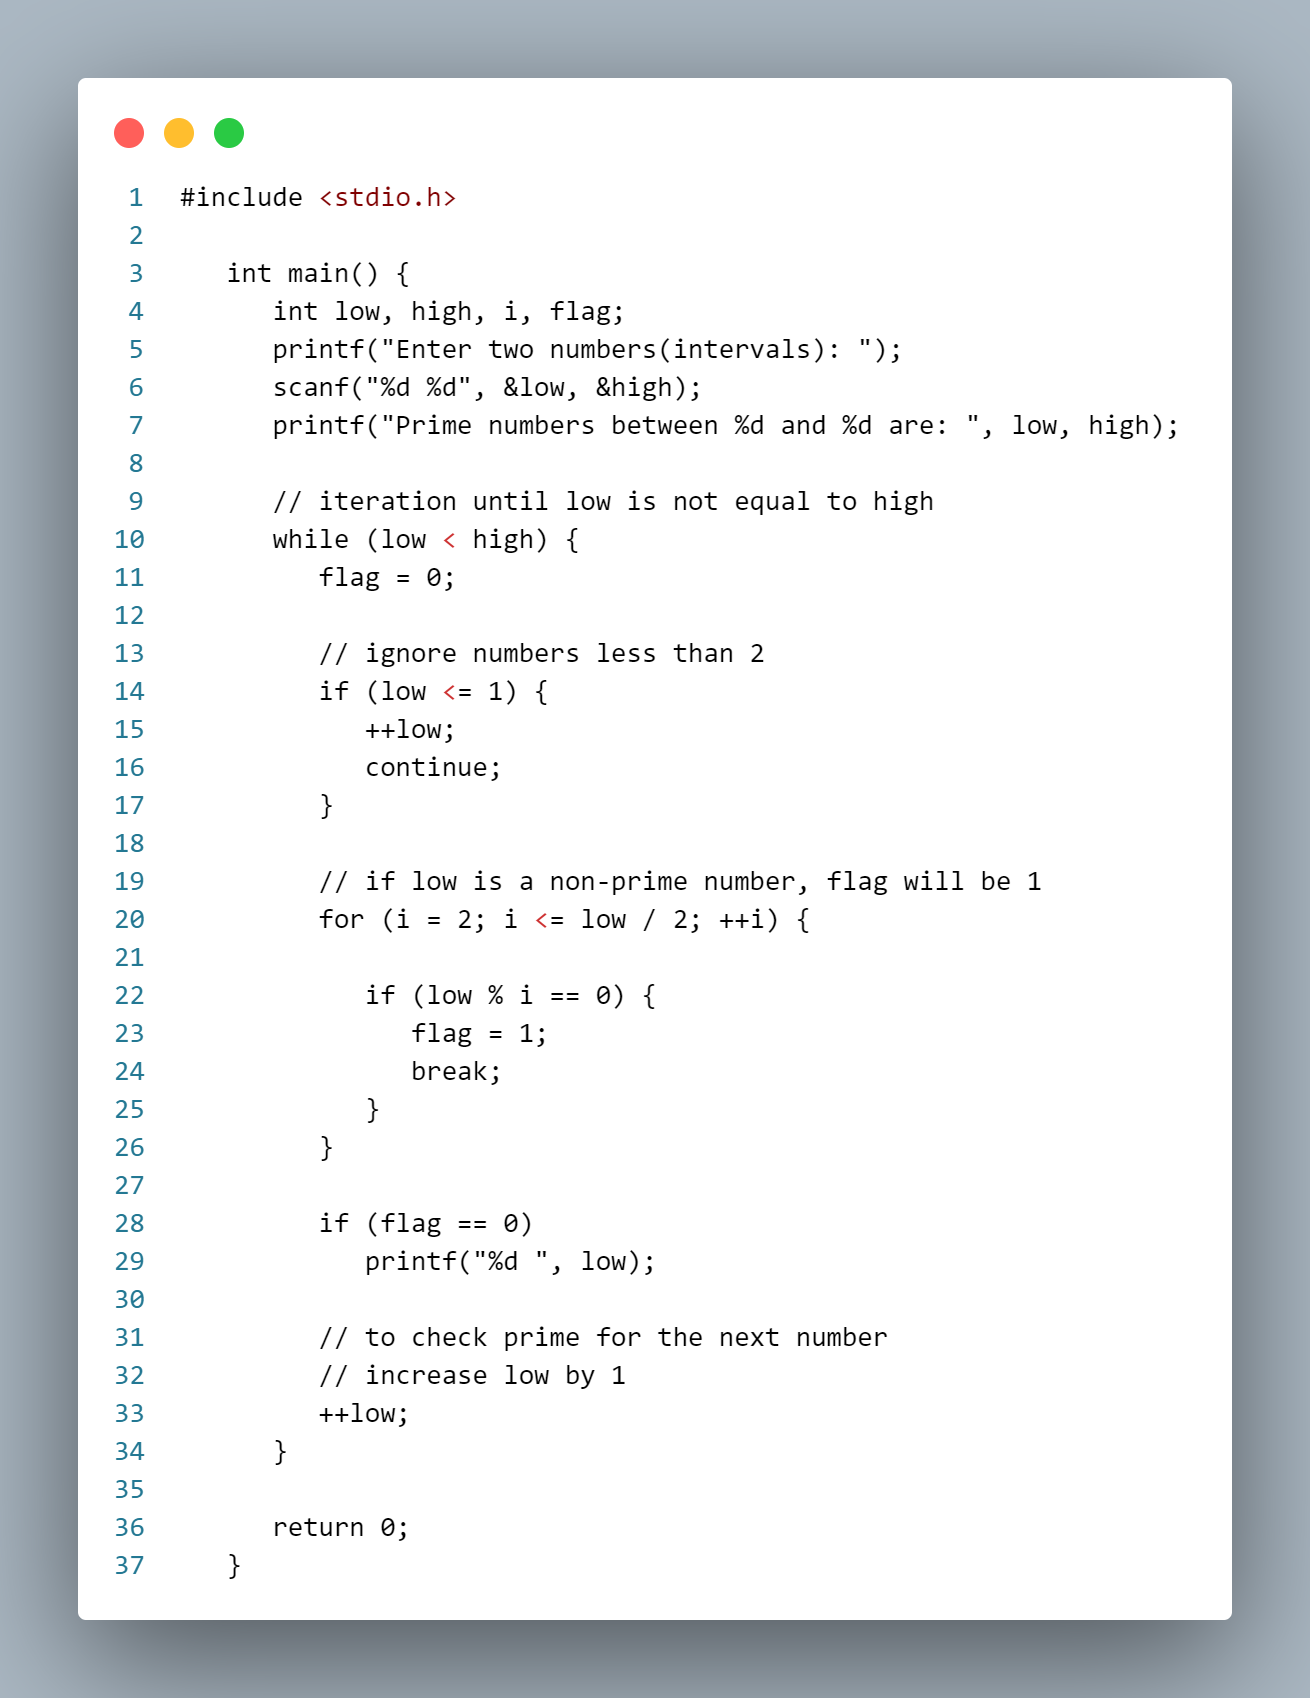 1 #include <stdio.h>
2
3 int main() {
4 int low, high, i, flag;
5 printf("Enter two numbers(intervals): ");
6 scanf("%d %d", &low, &high);
7 printf("Prime numbers between %d and %d are: ", low, high);
8
9 // iteration until low is not equal to high
10 while (low < high) {
11 flag = 0;
12
13 // ignore numbers less than 2
14 if (low <= 1) {
15 ++low;
16 continue;
17 }
18
19 // if low is a non-prime number, flag will be 1
20 for (i = 2; i <= low / 2; ++i) {
21
22 if (low % i == 0) {
23 flag = 1;
24 break;
25 }
26 }
27
28 if (flag == 0)
29 printf("%d ", low);
30
31 // to check prime for the next number
32 // increase low by 1
33 ++low;
34 }
35
36 return 0;
37 }